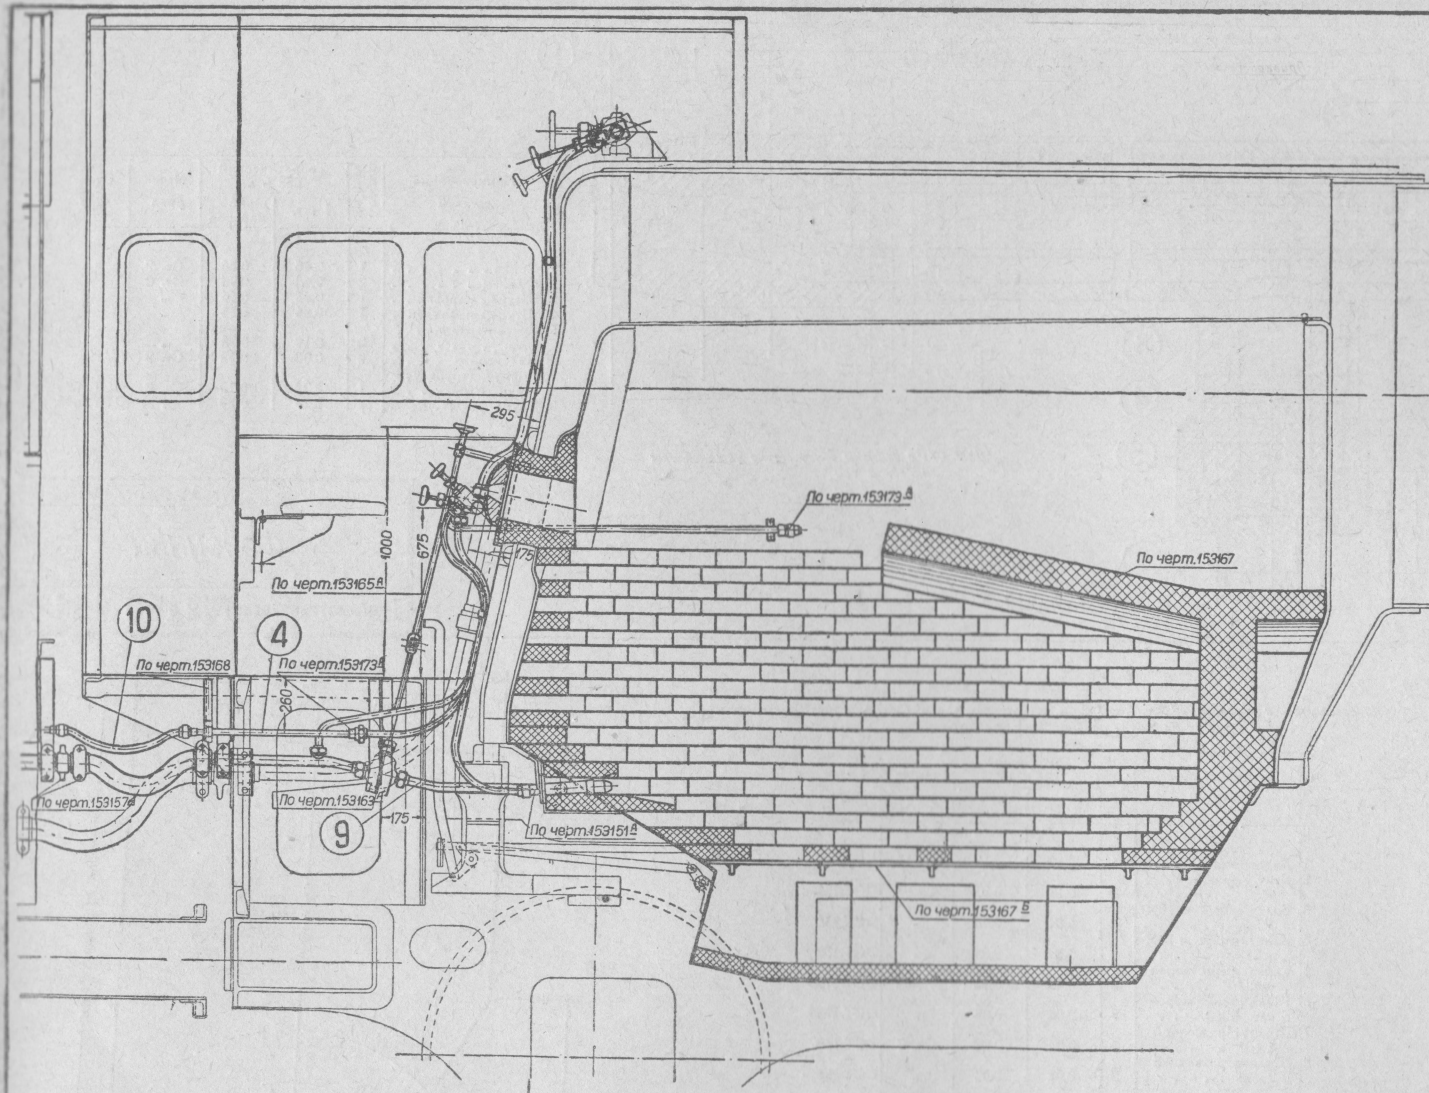 295
По черт.153173 А
1000
675
175
По черт.153167
По черт.153165 А
10
4
По черт.153168
По черт.153173 А
260
По черт.153157
По черт.153163
9
175
По черт.153151 А
По черт.153167 Б